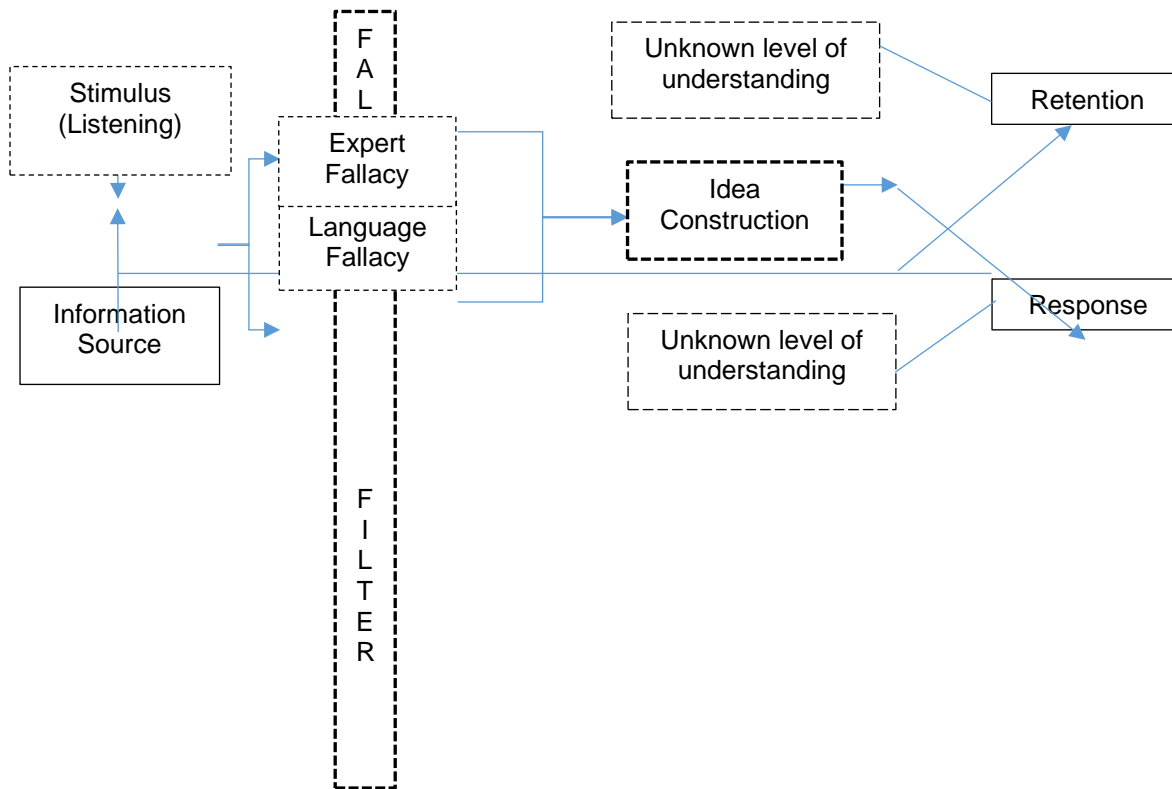 F
A
L
Stimulus
(Listening)
Expert
Fallacy
Language
Fallacy
Information
Source
F
I
L
T
E
R
Unknown level of
understanding
Idea
Construction
Unknown level of
understanding
Retention
Response